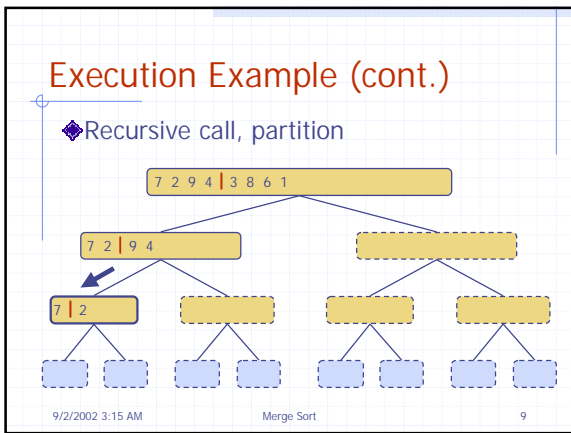 Execution Example (cont.)
Recursive call, partition
7 2 9 4 | 3 8 6 1
7 2 | 9 4
7 | 2
9/2/2002 3:15 AM Merge Sort 9